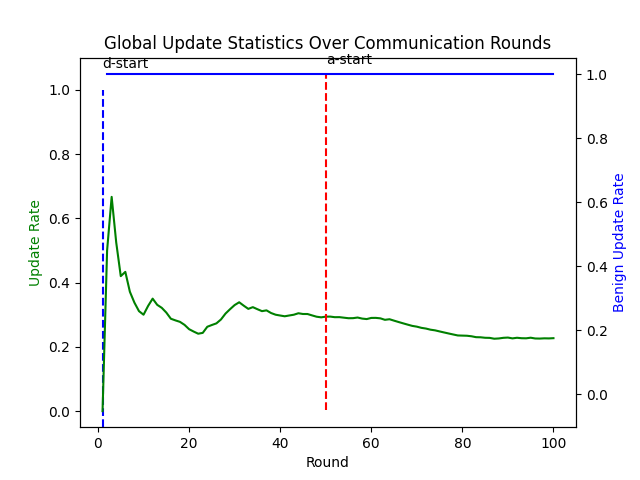 Global Update Statistics Over Communication Rounds
d-start
a-start
Update Rate
1.0
0.8
0.6
0.4
0.2
0.0
1.0
0.8
0.6
0.4
0.2
0.0
Benign Update Rate
0 20 40 60 80 100
Round